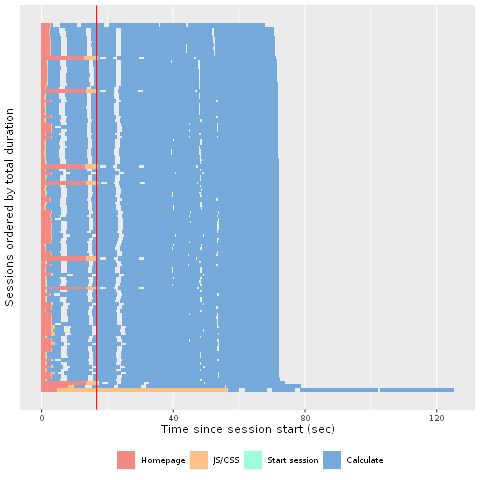 Sessions ordered by total duration
0 40 80 120
Time since session start (sec)
Homepage JS/CSS Start session Calculate